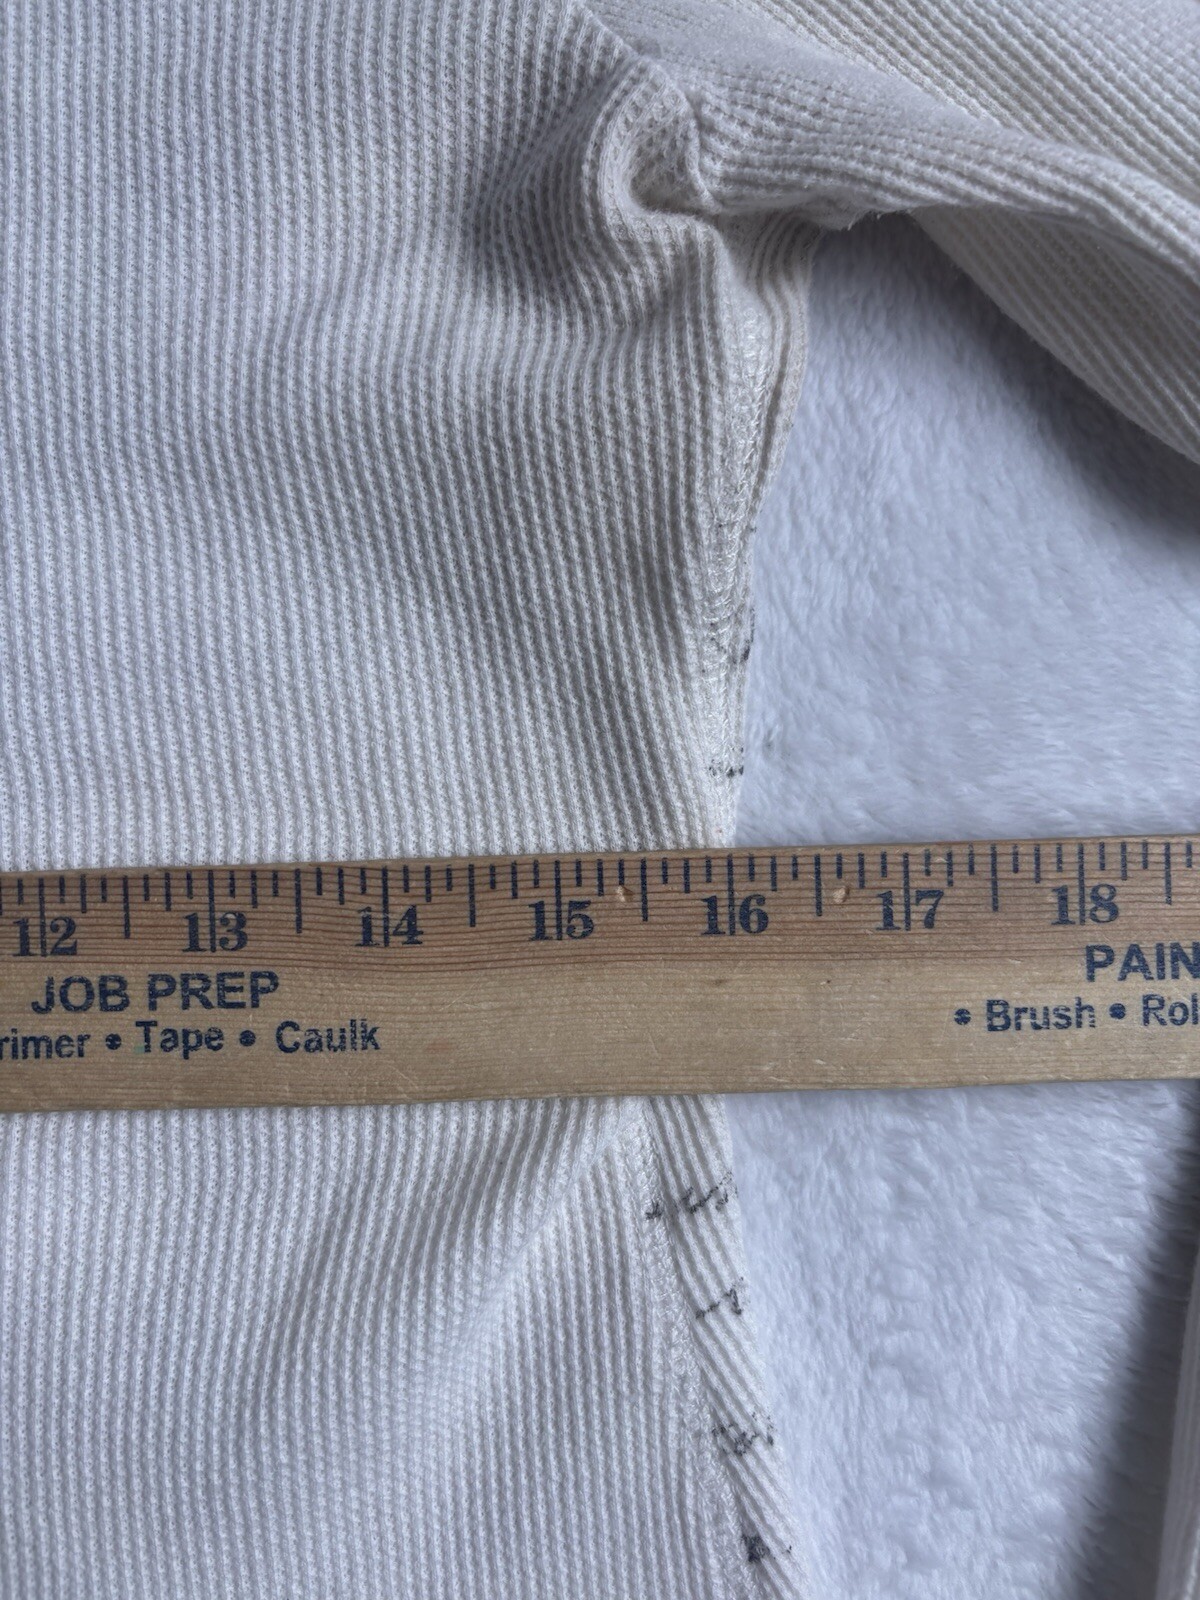 12 13 14 15 16 17 18
JOB PREP PAIN
rimer • Tape • Caulk • Brush • Rol